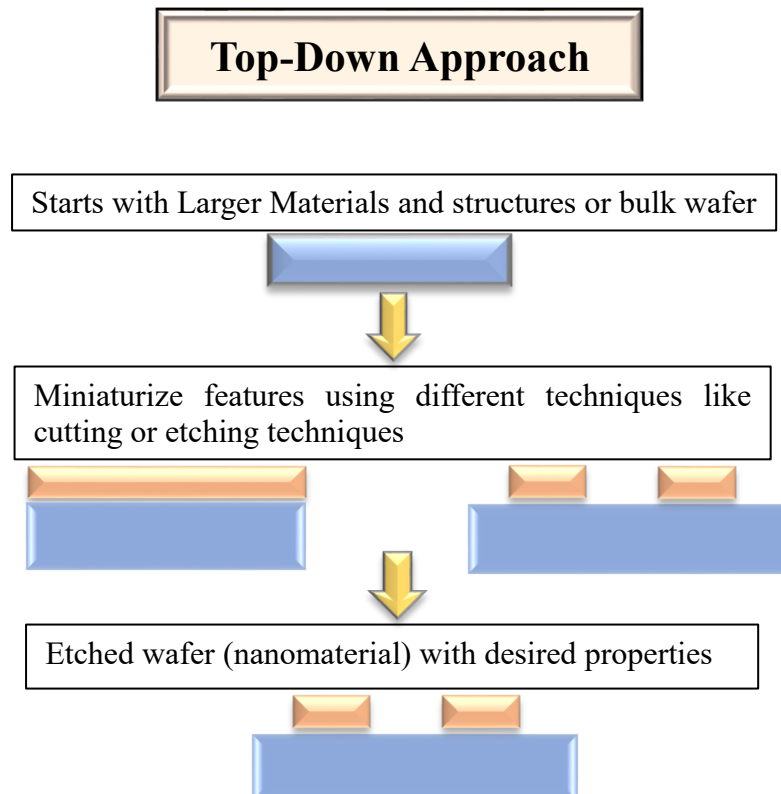 Top-Down Approach
Starts with Larger Materials and structures or bulk wafer
Miniaturize features using different techniques like
cutting or etching techniques
Etched wafer (nanomaterial) with desired properties